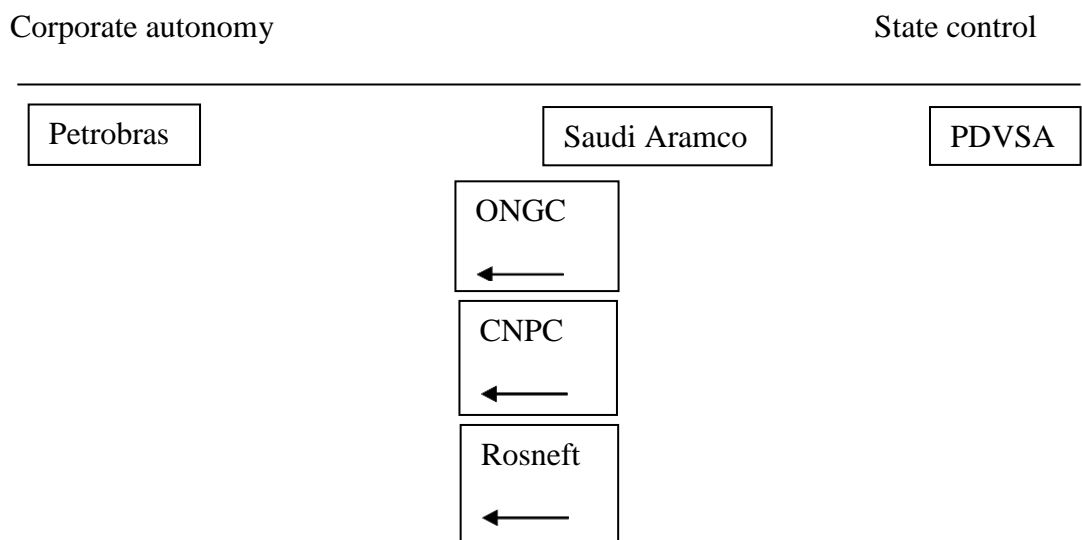 Corporate autonomy State control
Petrobras Saudi Aramco PDVSA
ONGC
CNPC
Rosneft